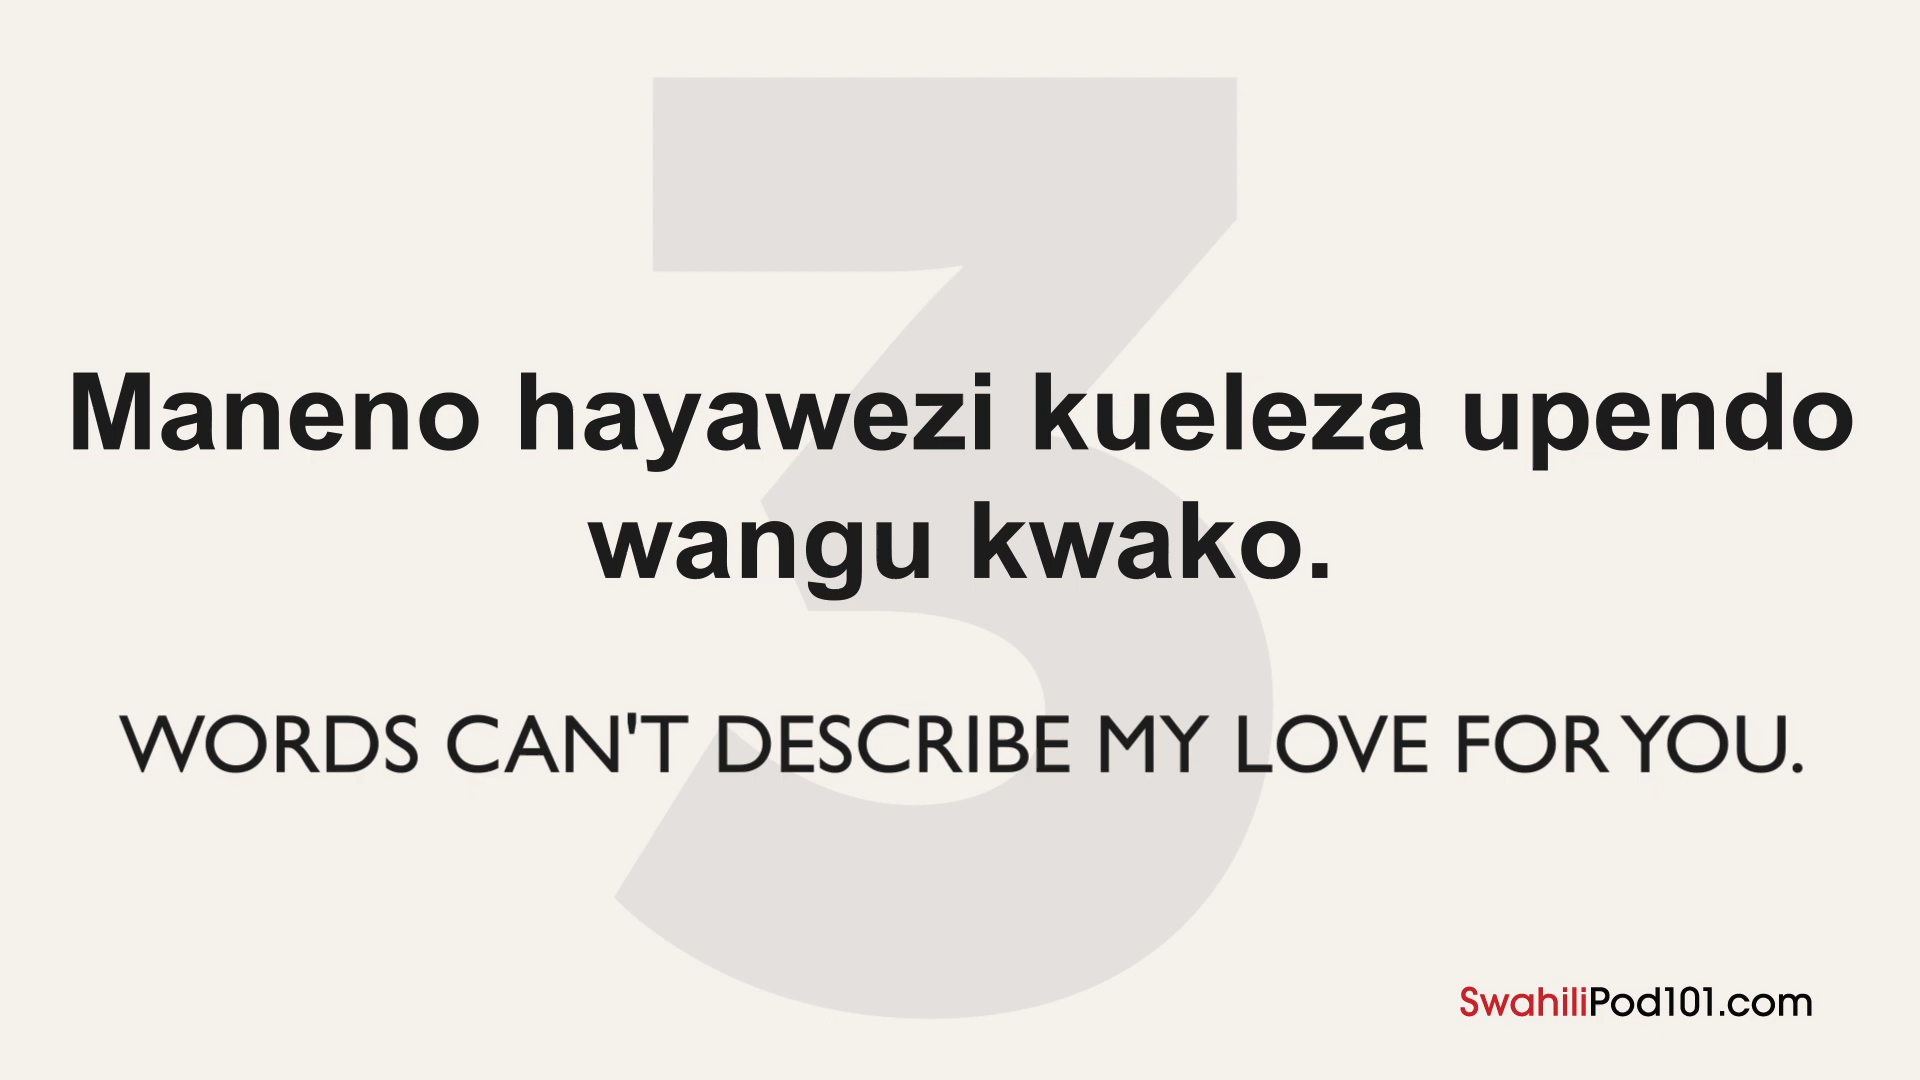 3
Maneno hayawezi kueleza upendo
wangu kwako.
WORDS CAN'T DESCRIBE MY LOVE FOR YOU.
SwahiliPod101.com